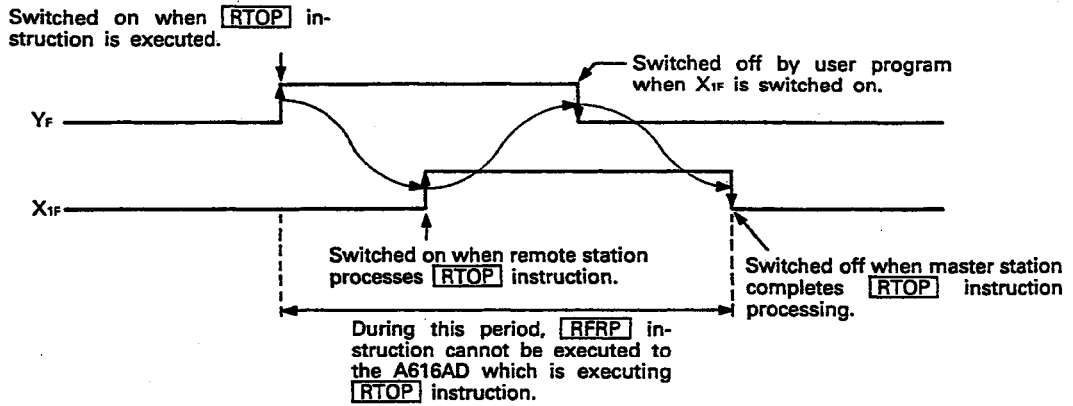 Switched on when RTOP in-
struction is executed.
Switched off by user program
when X1F is switched on.
YF
X1F
Switched on when remote station
processes RTOP instruction.
Switched off when master station
completes RTOP instruction
processing.
During this period, RFRP in-
struction cannot be executed to
the A616AD which is executing
RTOP instruction.